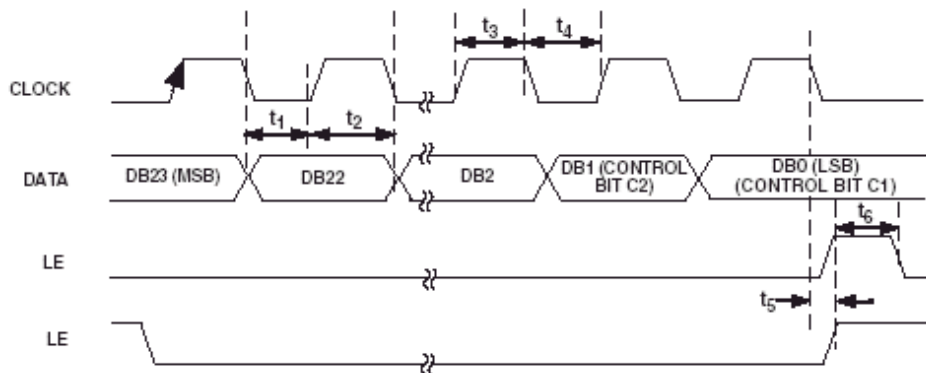 t3 t4
CLOCK
t1 t2
DATA DB23 (MSB) DB22 DB2 DB1 (CONTROL BIT C2) DB0 (LSB) (CONTROL BIT C1)
t6
LE
t5
LE